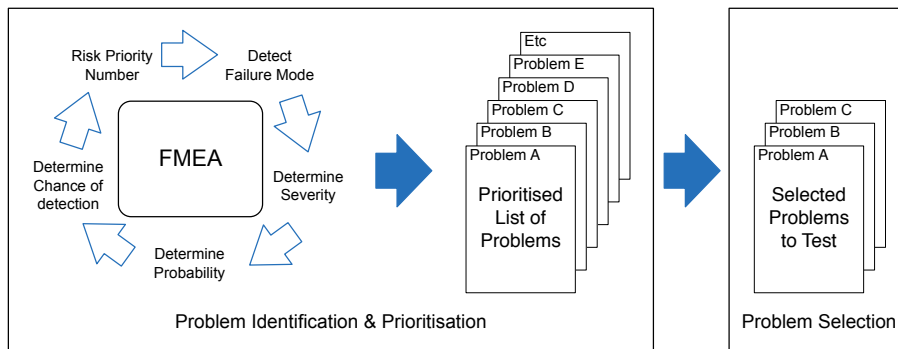 Risk Priority
Number
Detect
Failure Mode
FMEA
Determine
Chance of
detection
Determine
Severity
Determine
Probability
Etc
Problem E
Problem D
Problem C
Problem B
Problem A
Prioritised
List of
Problems
Problem Identification & Prioritisation
Problem C
Problem B
Problem A
Selected
Problems
to Test
Problem Selection